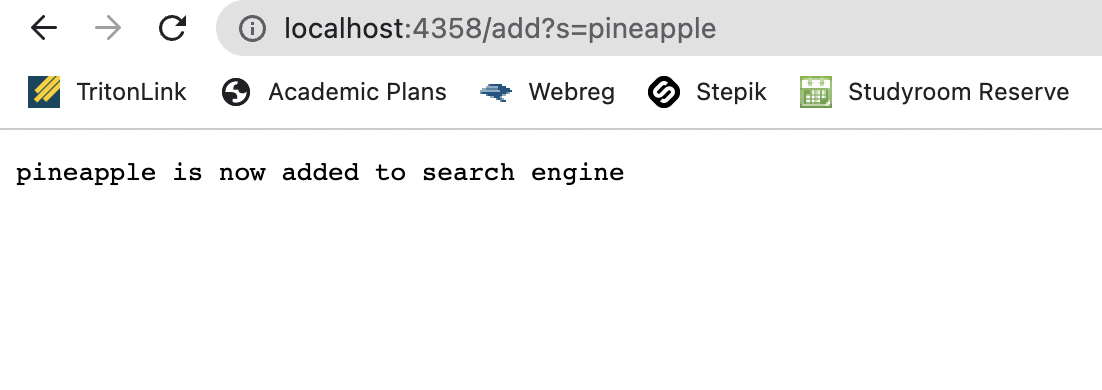 localhost:4358/add?s=pineapple
TritonLink Academic Plans Webreg Stepik Studyroom Reserve
pineapple is now added to search engine